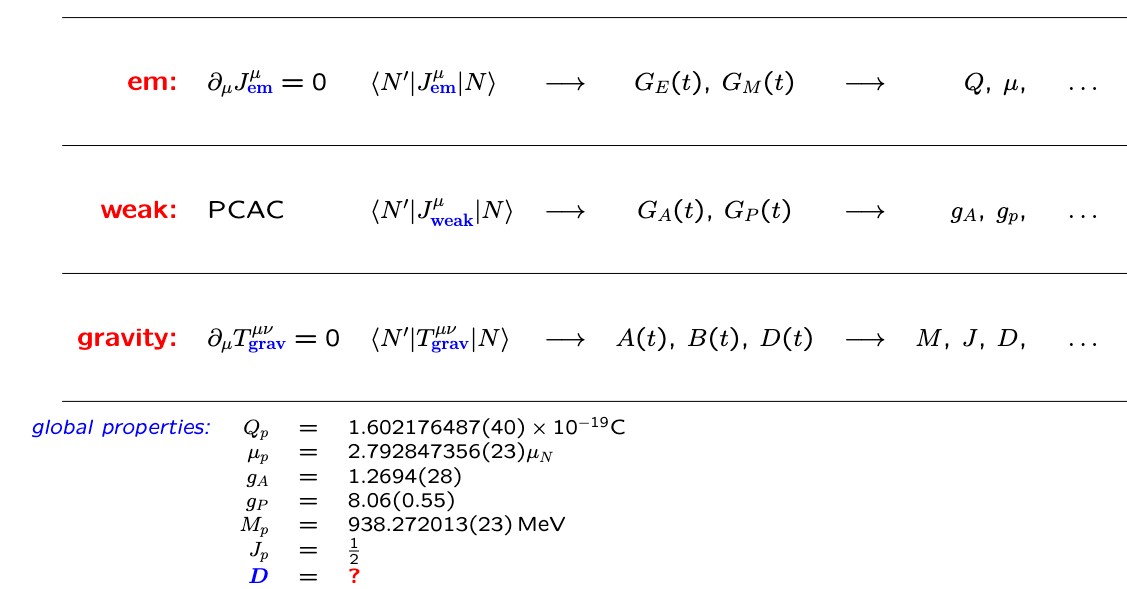 em: ∂μJ^μ_em = 0 ⟨N′|J^μ_em|N⟩ ⟶ G_E(t), G_M(t) ⟶ Q, μ, …
weak: PCAC ⟨N′|J^μ_weak|N⟩ ⟶ G_A(t), G_P(t) ⟶ g_A, g_p, …
gravity: ∂μT^μν_grav = 0 ⟨N′|T^μν_grav|N⟩ ⟶ A(t), B(t), D(t) ⟶ M, J, D, …
global properties: Q_p = 1.602176487(40) × 10^−19 C
μ_p = 2.792847356(23)μ_N
g_A = 1.2694(28)
g_P = 8.06(0.55)
M_p = 938.272013(23) MeV
J_p = 1/2
D = ?